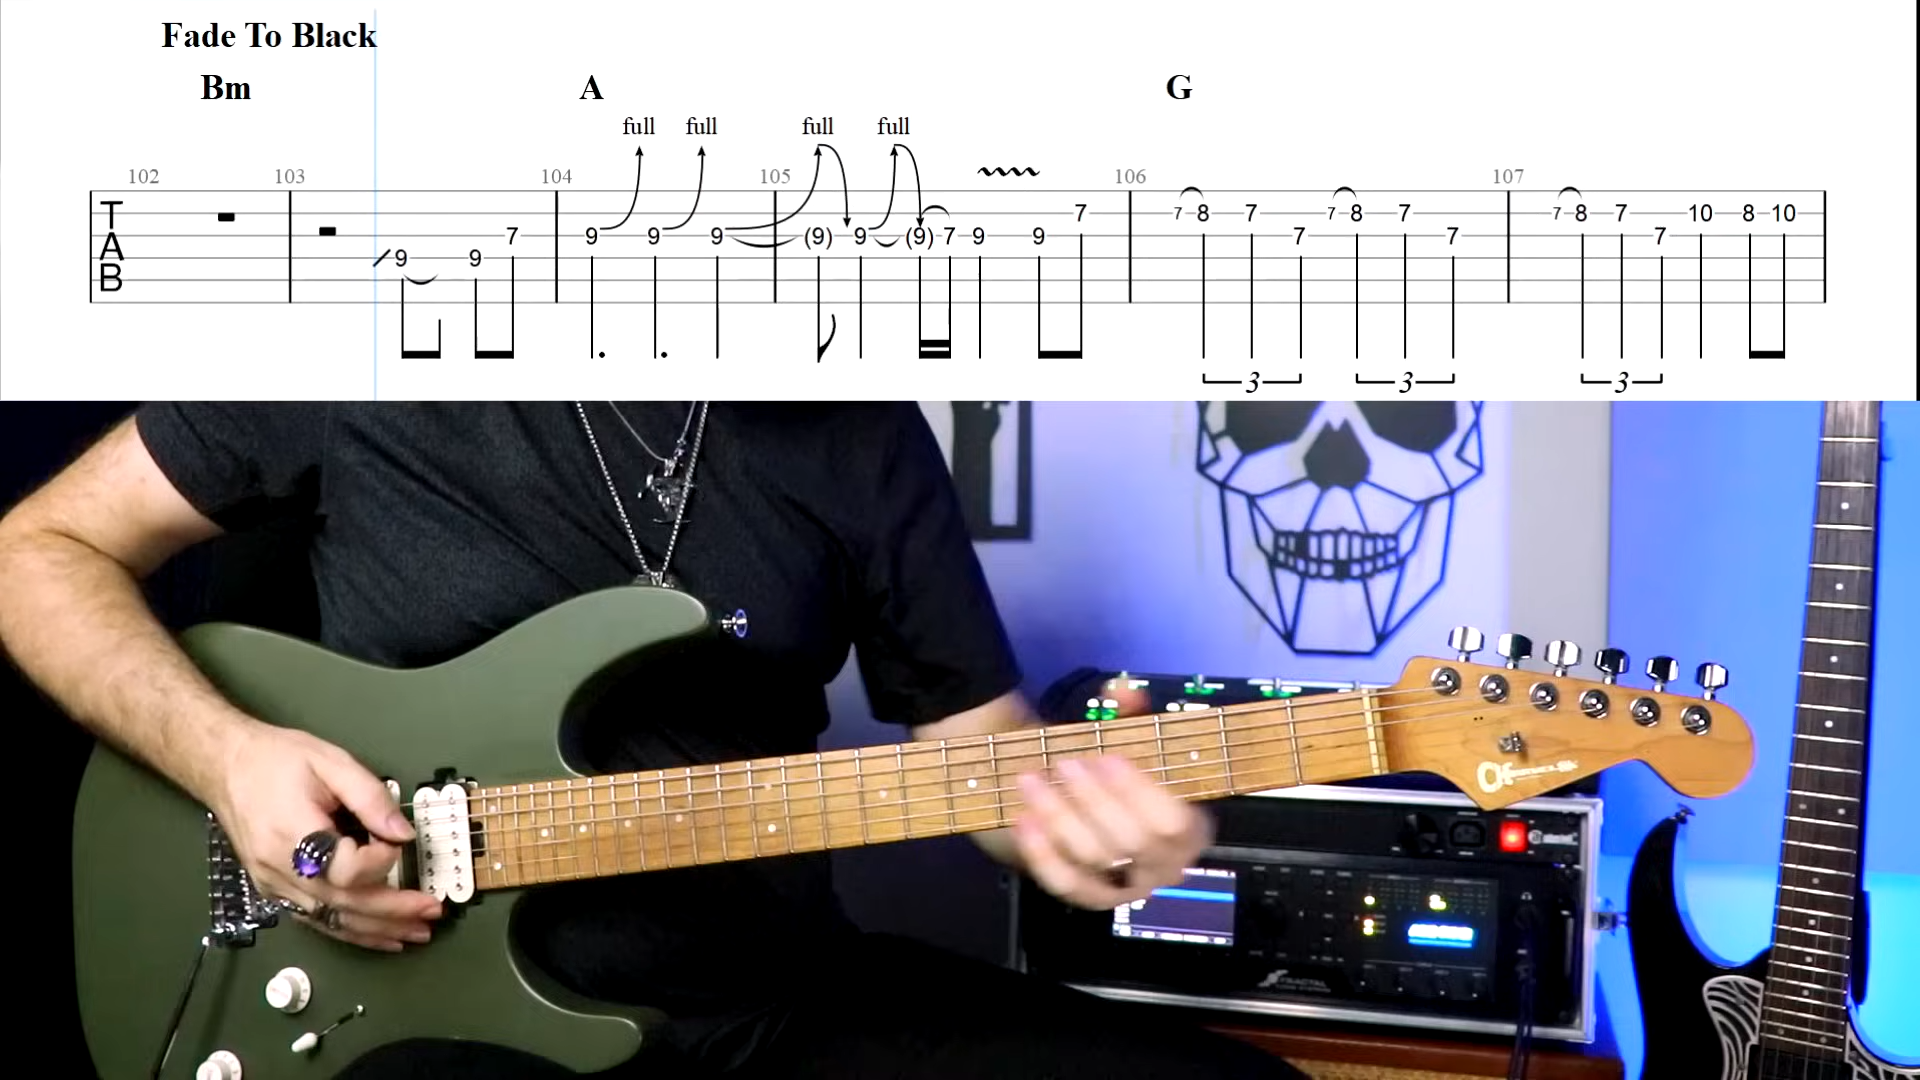 Fade To Black
Bm A G
full full full full
102 103 104 105 106 107
T
A
B
7 8 7 7 8 7 7 8 7 10 8 10
7 9 9 9 (9) 9 (9) 7 9 9 7 7 7
9 9
3 3 3
FRACTAL